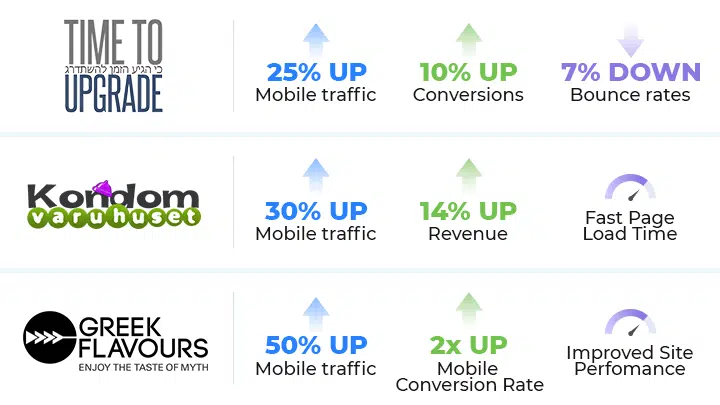 TIME TO
כי הגיע הזמן להשתדרג
UPGRADE
25% UP
Mobile traffic
10% UP
Conversions
7% DOWN
Bounce rates
Kondom
varuhuset
30% UP
Mobile traffic
14% UP
Revenue
Fast Page
Load Time
GREEK
FLAVOURS
ENJOY THE TASTE OF MYTH
50% UP
Mobile traffic
2x UP
Mobile
Conversion Rate
Improved Site
Perfomance